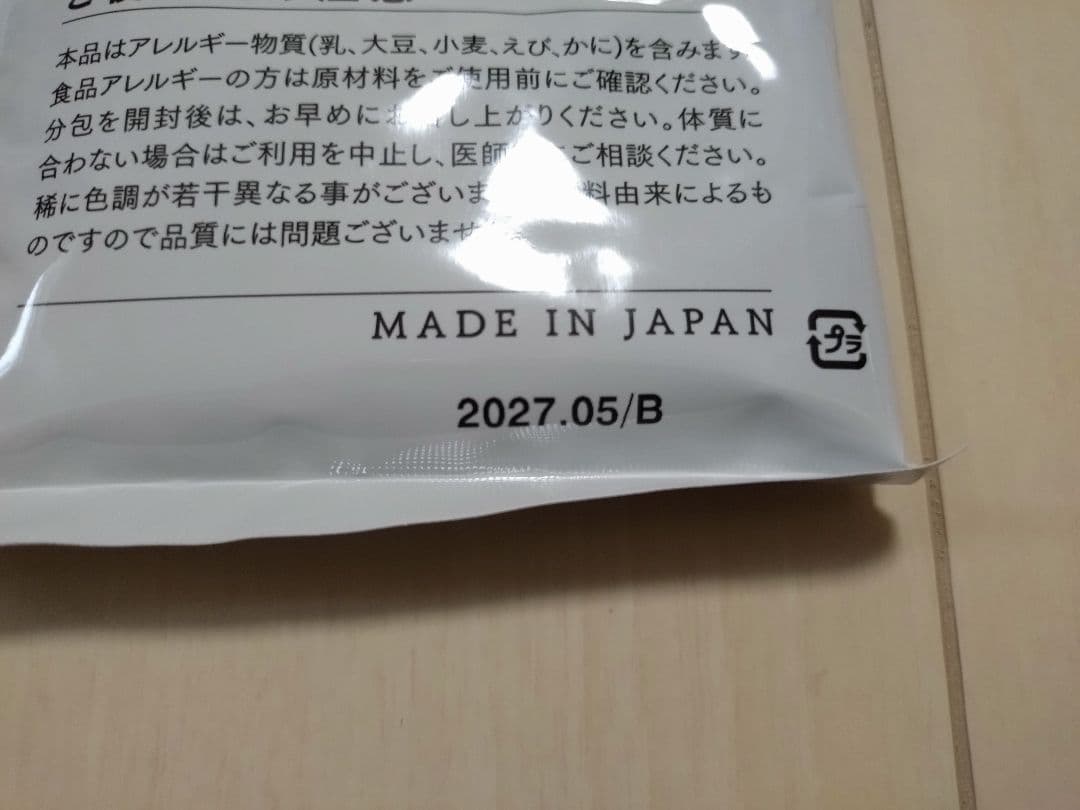 本品はアレルギー物質(乳、大豆、小麦、えび、かに)を含みます
食品アレルギーの方は原材料をご使用前にご確認ください。
分包を開封後は、お早めにお召し上がりください。体質に
合わない場合はご利用を中止し、医師にご相談ください。
稀に色調が若干異なる事がございま 料由来によるも
のですので品質には問題ございません
MADE IN JAPAN
プラ
2027.05/B